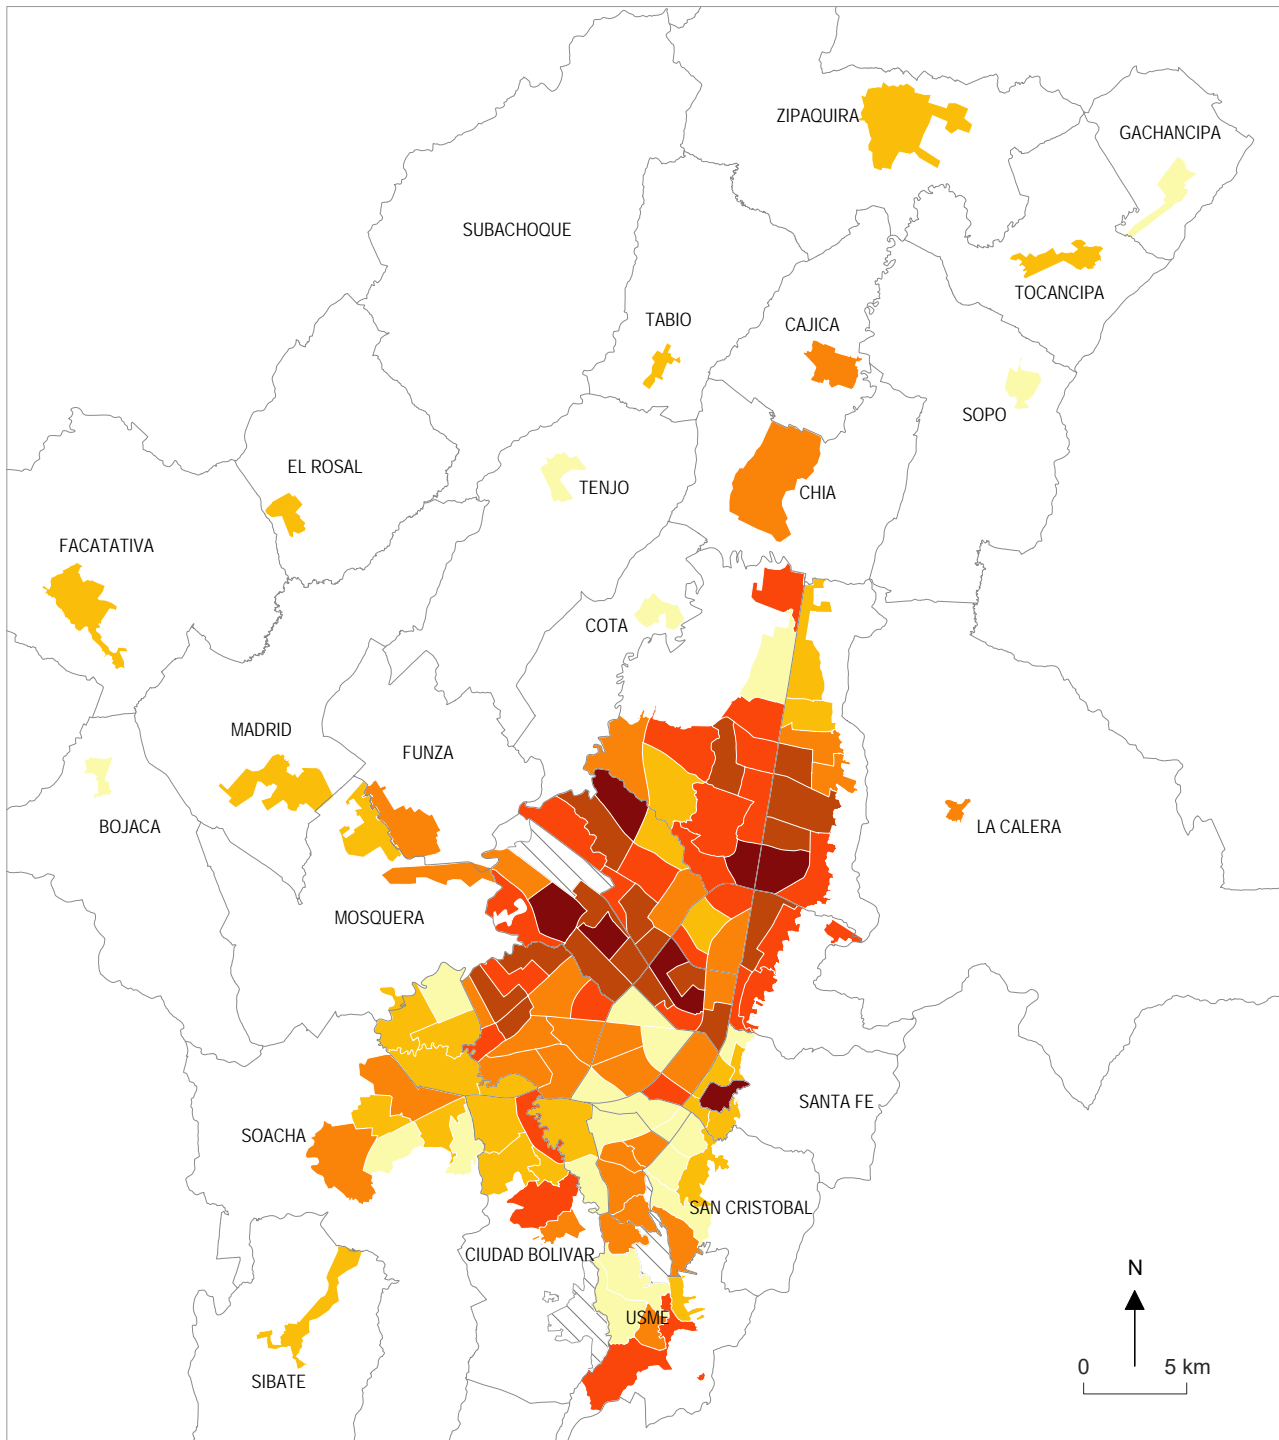 ZIPAQUIRA
GACHANCIPA
SUBACHOQUE
TOCANCIPA
TABIO
CAJICA
SOPO
EL ROSAL
TENJO
CHIA
FACATATIVA
COTA
MADRID
FUNZA
BOJACA
LA CALERA
MOSQUERA
SANTA FE
SOACHA
SAN CRISTOBAL
CIUDAD BOLIVAR
USME
SIBATE
N
0 5 km